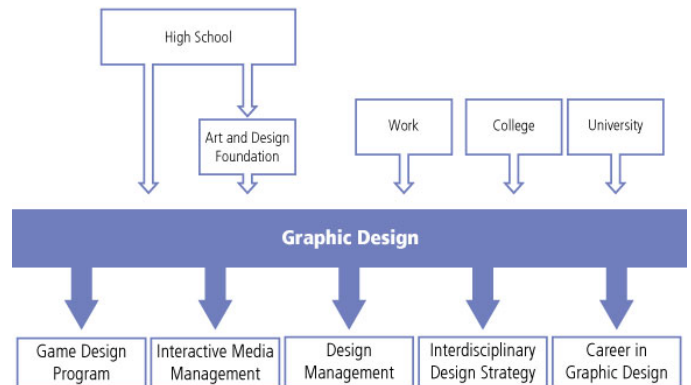 High School
Art and Design
Foundation
Work
College
University
Graphic Design
Game Design
Program
Interactive Media
Management
Design
Management
Interdisciplinary
Design Strategy
Career in
Graphic Design